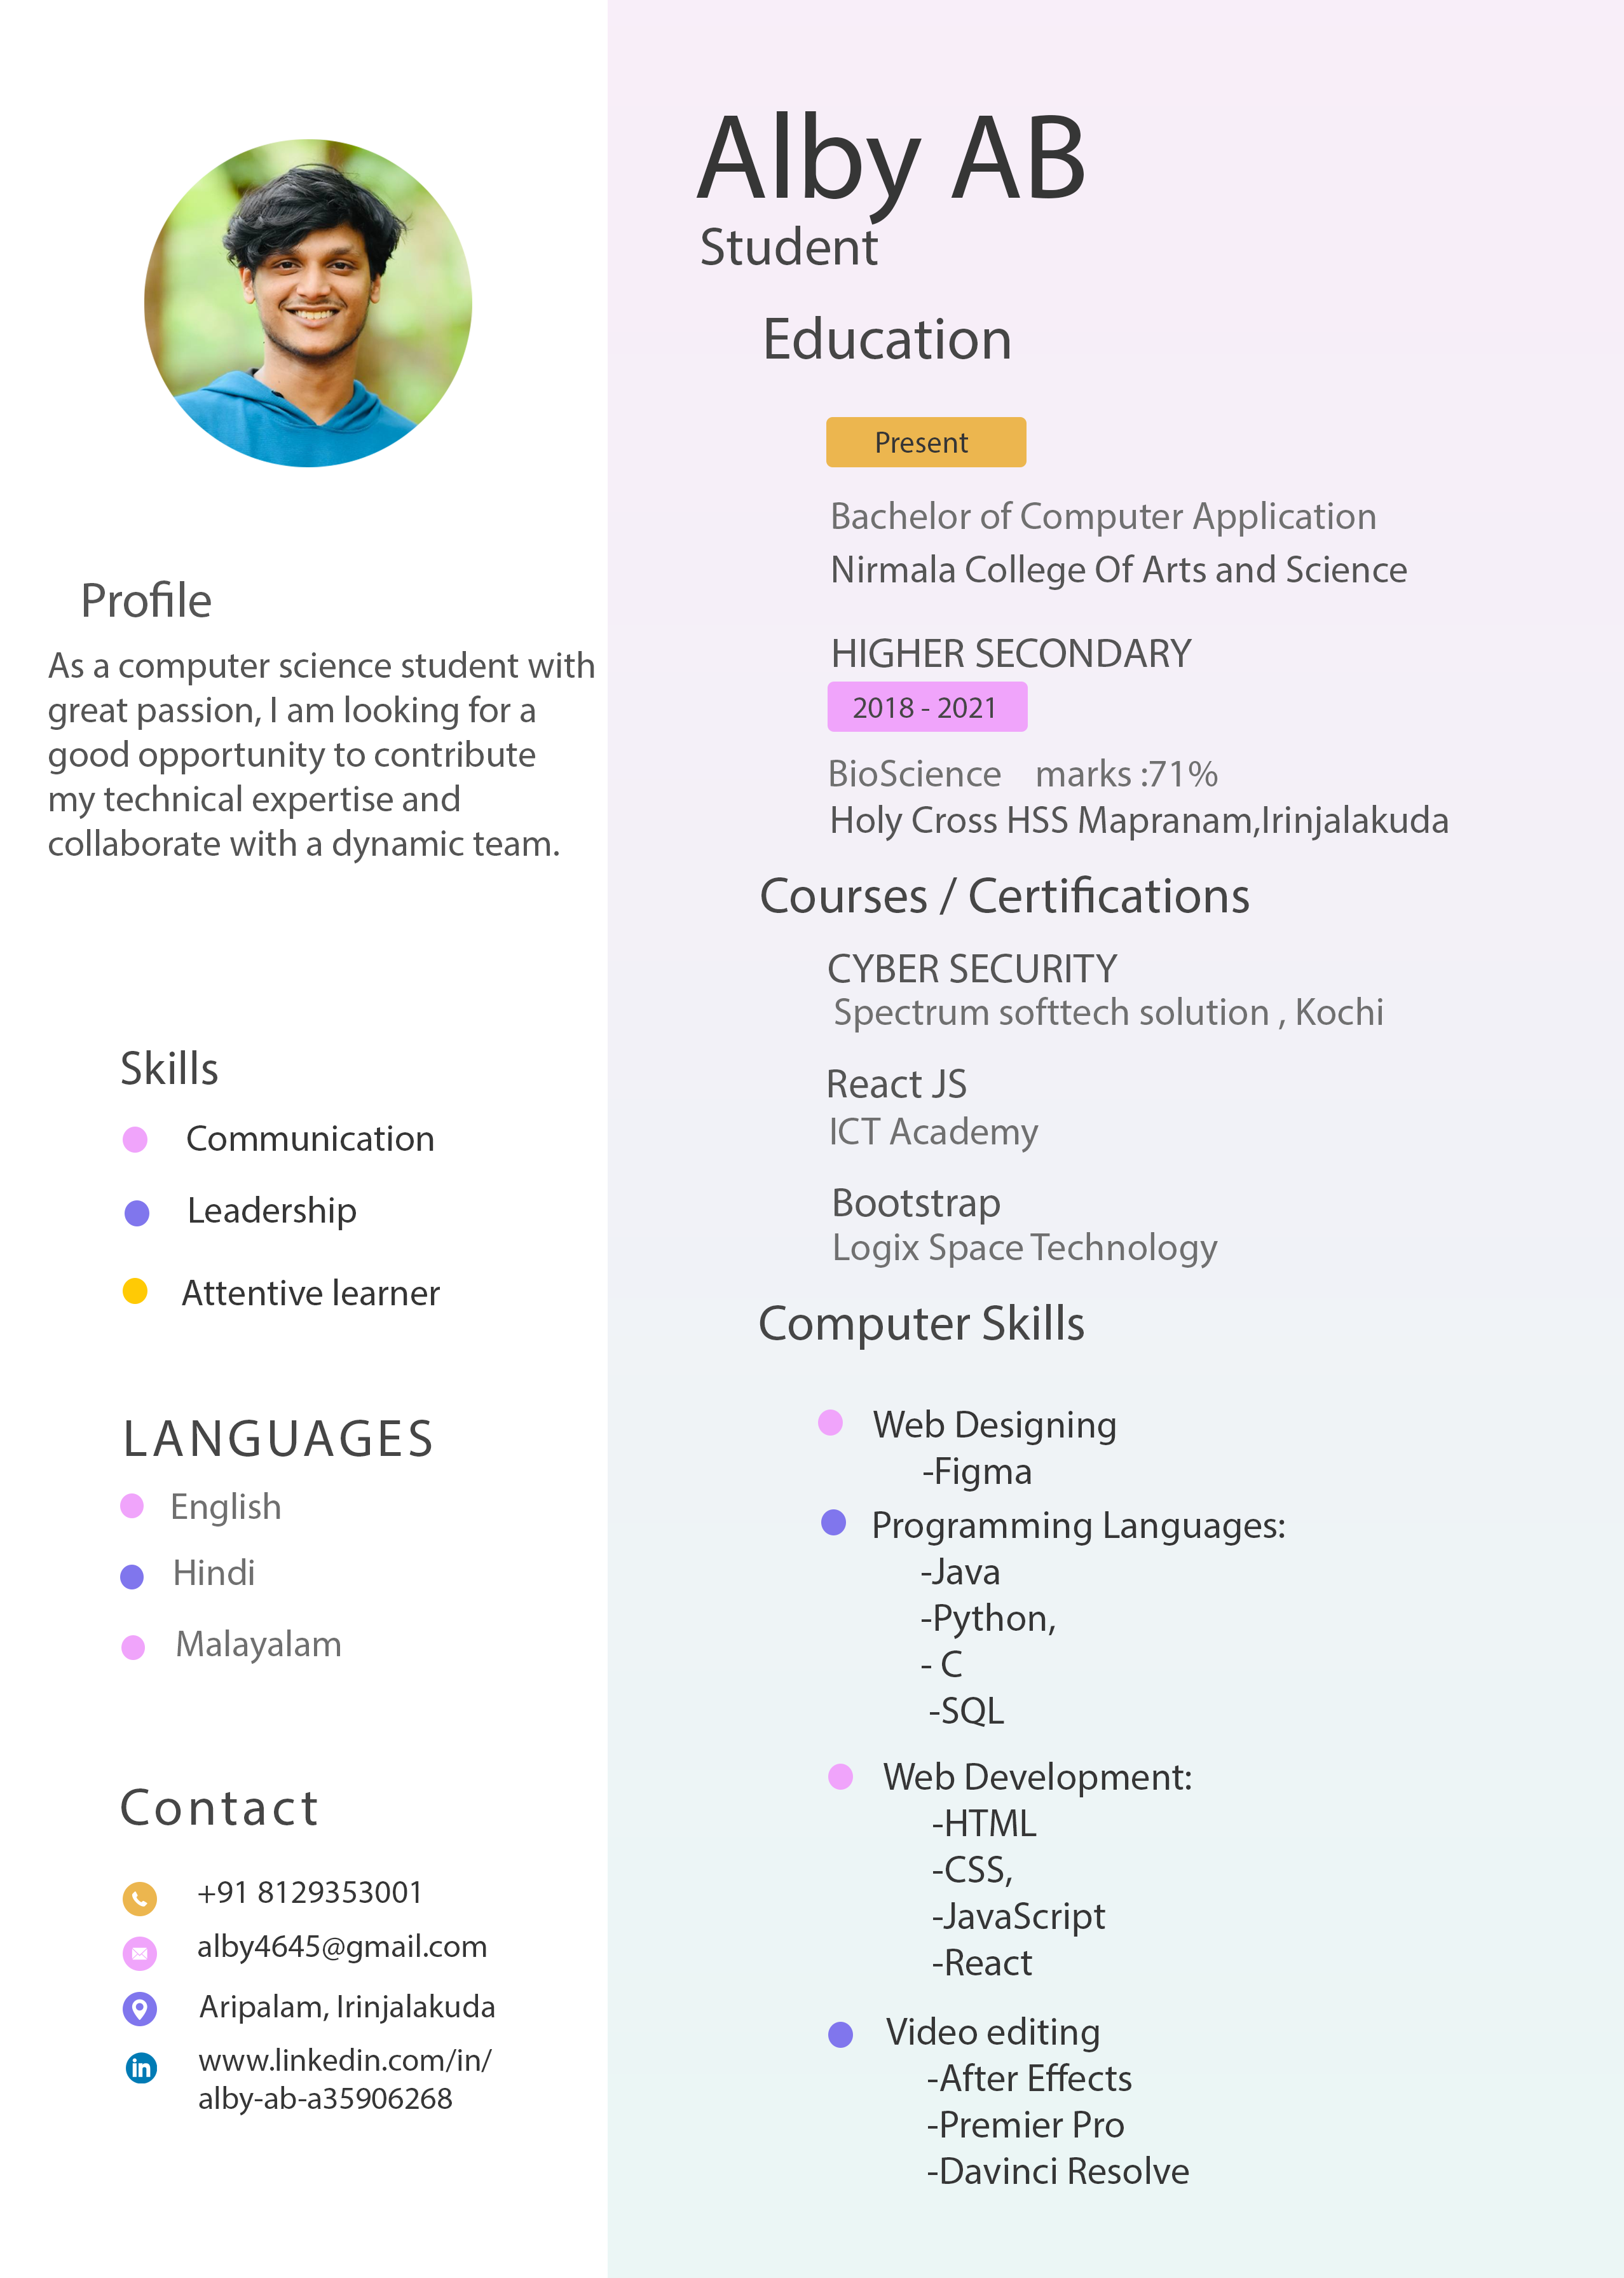 Alby AB
Student
Profile
As a computer science student with
great passion, I am looking for a
good opportunity to contribute
my technical expertise and
collaborate with a dynamic team.
Skills
Communication
Leadership
Attentive learner
LANGUAGES
English
Hindi
Malayalam
Contact
+91 8129353001
alby4645@gmail.com
Aripalam, Irinjalakuda
in
www.linkedin.com/in/
alby-ab-a35906268
Education
Present
Bachelor of Computer Application
Nirmala College Of Arts and Science
HIGHER SECONDARY
2018 - 2021
BioScience marks :71%
Holy Cross HSS Mapranam,Irinjalakuda
Courses / Certifications
CYBER SECURITY
Spectrum softtech solution , Kochi
React JS
ICT Academy
Bootstrap
Logix Space Technology
Computer Skills
Web Designing
-Figma
Programming Languages:
-Java
-Python,
- C
-SQL
Web Development:
-HTML
-CSS,
-JavaScript
-React
Video editing
-After Effects
-Premier Pro
-Davinci Resolve